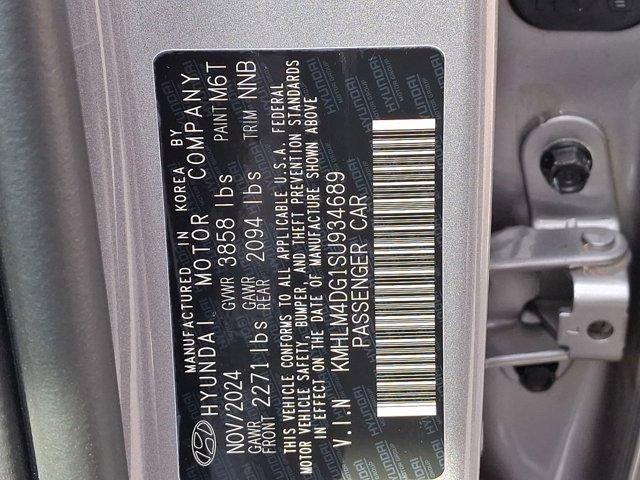 MANUFACTURED IN KOREA BY
HYUNDAI MOTOR COMPANY
NOV/2024 GVWR 3858 lbs PAINT M6T
GAWR FRONT 2271 lbs GAWR REAR 2094 lbs TRIM NNB
THIS VEHICLE CONFORMS TO ALL APPLICABLE U.S.A. FEDERAL
MOTOR VEHICLE SAFETY, BUMPER, AND THEFT PREVENTION STANDARDS
IN EFFECT ON THE DATE OF MANUFACTURE SHOWN ABOVE
V.I.N KMHLM4DG1SU934689
PASSENGER CAR